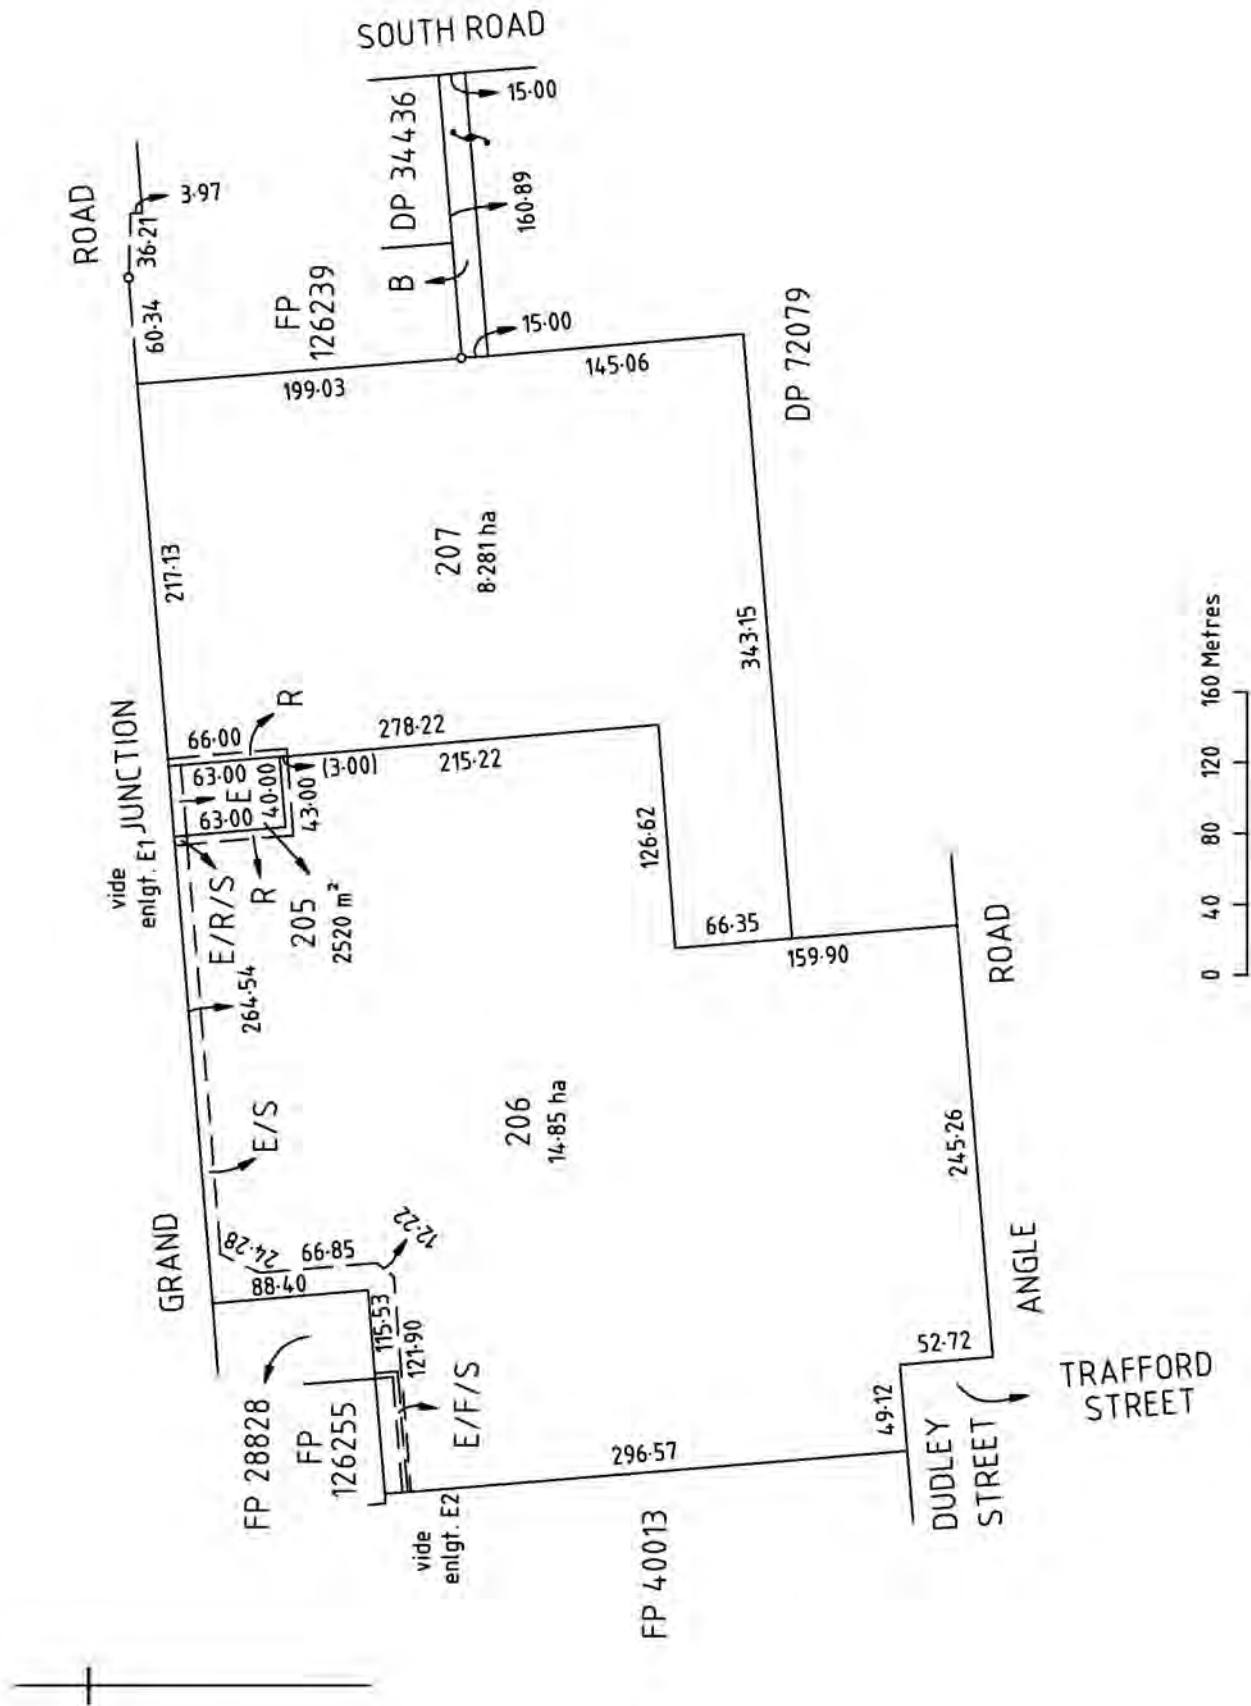 SOUTH ROAD
15·00
DP 34436
ROAD
3·97
36·21
160·89
B
FP
126239
60·34
15·00
145·06
DP 72079
199·03
217·13
207
8·281 ha
343·15
vide
enlgt. E1
JUNCTION
66·00
R
278·22
215·22
63·00
E
63·00
40·00
(3·00)
43·00
E/R/S
R
205
2520 m²
126·62
66·35
159·90
ROAD
264·54
E/S
206
14·85 ha
245·26
GRAND
24·28
66·85
12·22
88·40
115·53
121·90
E/F/S
FP 28828
FP
126255
vide
enlgt. E2
296·57
FP 40013
49·12
52·72
ANGLE
DUDLEY
STREET
TRAFFORD
STREET
0 40 80 120 160 Metres